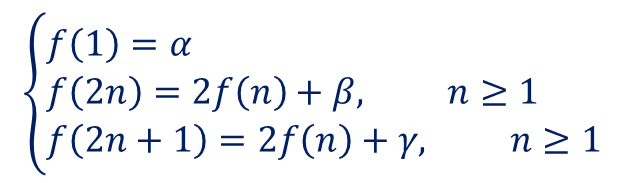 f(1) = α
f(2n) = 2f(n) + β, n ≥ 1
f(2n + 1) = 2f(n) + γ, n ≥ 1